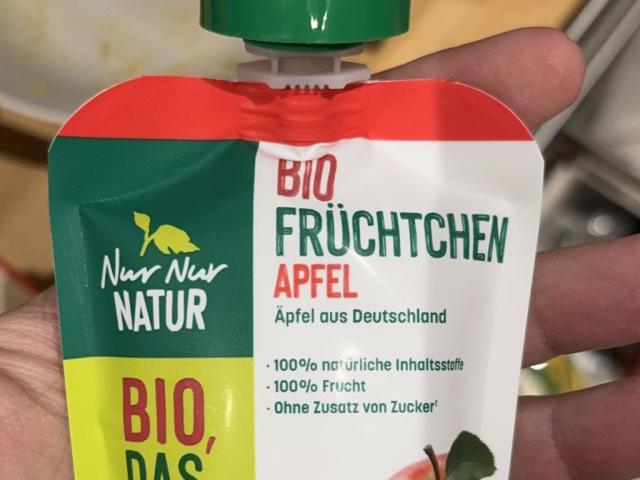 Nur Nur
NATUR
BIO,
DAS
BIO
FRÜCHTCHEN
APFEL
Äpfel aus Deutschland
· 100% natürliche Inhaltsstoffe
· 100% Frucht
· Ohne Zusatz von Zucker¹